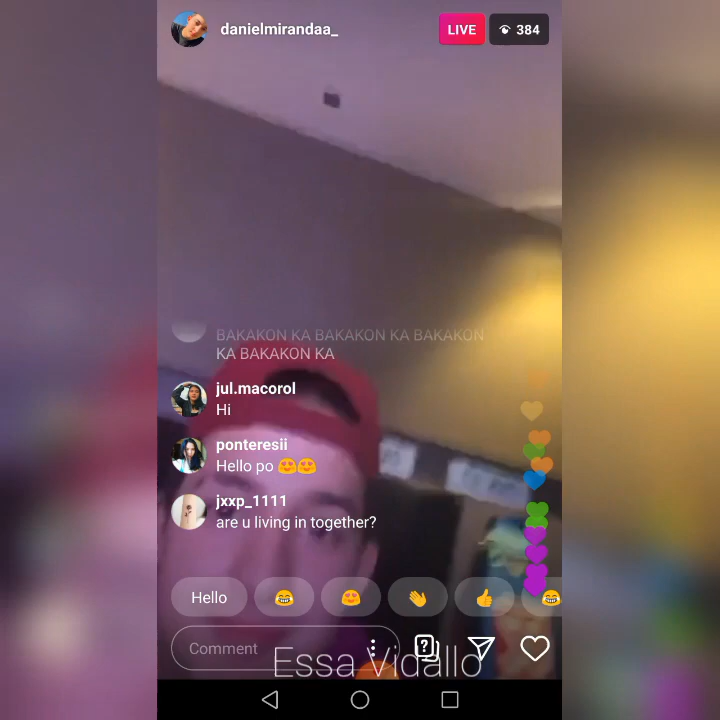 danielmirandaa_
LIVE
384
BAKAKON KA BAKAKON KA BAKAKON
KA BAKAKON KA
jul.macorol
Hi
ponteresii
Hello po 😍😍
jxxp_1111
are u living in together?
Hello
Comment
Essa Vidallo